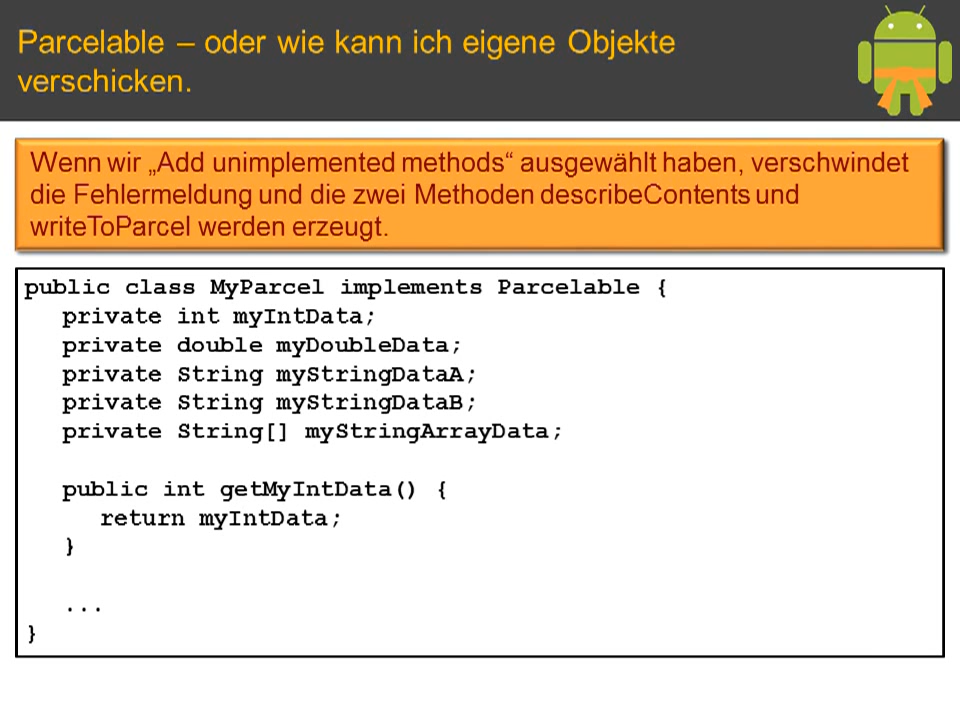 Parcelable – oder wie kann ich eigene Objekte
verschicken.
Wenn wir „Add unimplemented methods“ ausgewählt haben, verschwindet
die Fehlermeldung und die zwei Methoden describeContents und
writeToParcel werden erzeugt.
public class MyParcel implements Parcelable {
private int myIntData;
private double myDoubleData;
private String myStringDataA;
private String myStringDataB;
private String[] myStringArrayData;
public int getMyIntData() {
return myIntData;
}
...
}